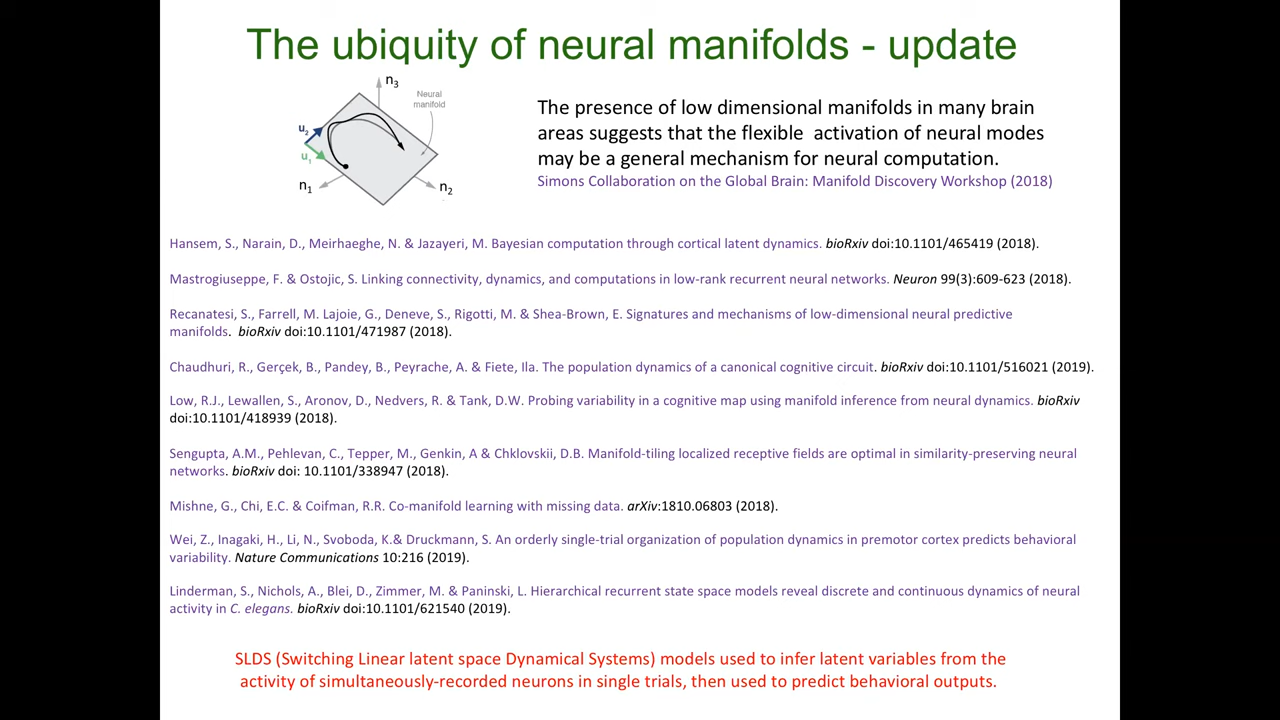 The ubiquity of neural manifolds - update
n3
Neural
manifold
u2
u1
n1
n2
The presence of low dimensional manifolds in many brain
areas suggests that the flexible activation of neural modes
may be a general mechanism for neural computation.
Simons Collaboration on the Global Brain: Manifold Discovery Workshop (2018)
Hansem, S., Narain, D., Meirhaeghe, N. & Jazayeri, M. Bayesian computation through cortical latent dynamics. bioRxiv doi:10.1101/465419 (2018).
Mastrogiuseppe, F. & Ostojic, S. Linking connectivity, dynamics, and computations in low-rank recurrent neural networks. Neuron 99(3):609-623 (2018).
Recanatesi, S., Farrell, M. Lajoie, G., Deneve, S., Rigotti, M. & Shea-Brown, E. Signatures and mechanisms of low-dimensional neural predictive
manifolds. bioRxiv doi:10.1101/471987 (2018).
Chaudhuri, R., Gerçek, B., Pandey, B., Peyrache, A. & Fiete, Ila. The population dynamics of a canonical cognitive circuit. bioRxiv doi:10.1101/516021 (2019).
Low, R.J., Lewallen, S., Aronov, D., Nedvers, R. & Tank, D.W. Probing variability in a cognitive map using manifold inference from neural dynamics. bioRxiv
doi:10.1101/418939 (2018).
Sengupta, A.M., Pehlevan, C., Tepper, M., Genkin, A & Chklovskii, D.B. Manifold-tiling localized receptive fields are optimal in similarity-preserving neural
networks. bioRxiv doi: 10.1101/338947 (2018).
Mishne, G., Chi, E.C. & Coifman, R.R. Co-manifold learning with missing data. arXiv:1810.06803 (2018).
Wei, Z., Inagaki, H., Li, N., Svoboda, K.& Druckmann, S. An orderly single-trial organization of population dynamics in premotor cortex predicts behavioral
variability. Nature Communications 10:216 (2019).
Linderman, S., Nichols, A., Blei, D., Zimmer, M. & Paninski, L. Hierarchical recurrent state space models reveal discrete and continuous dynamics of neural
activity in C. elegans. bioRxiv doi:10.1101/621540 (2019).
SLDS (Switching Linear latent space Dynamical Systems) models used to infer latent variables from the
activity of simultaneously-recorded neurons in single trials, then used to predict behavioral outputs.